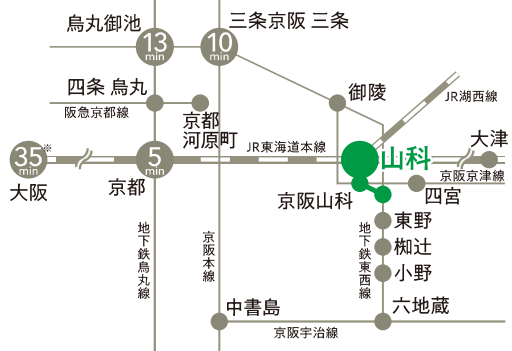 烏丸御池
三条京阪 三条
13
min
10
min
四条 烏丸
阪急京都線
京都
河原町
御陵
JR湖西線
大津
35
min
※
大阪
5
min
京都
JR東海道本線
山科
京阪京津線
四宮
京阪山科
地下鉄烏丸線
京阪本線
地下鉄東西線
東野
椥辻
小野
中書島
六地蔵
京阪宇治線